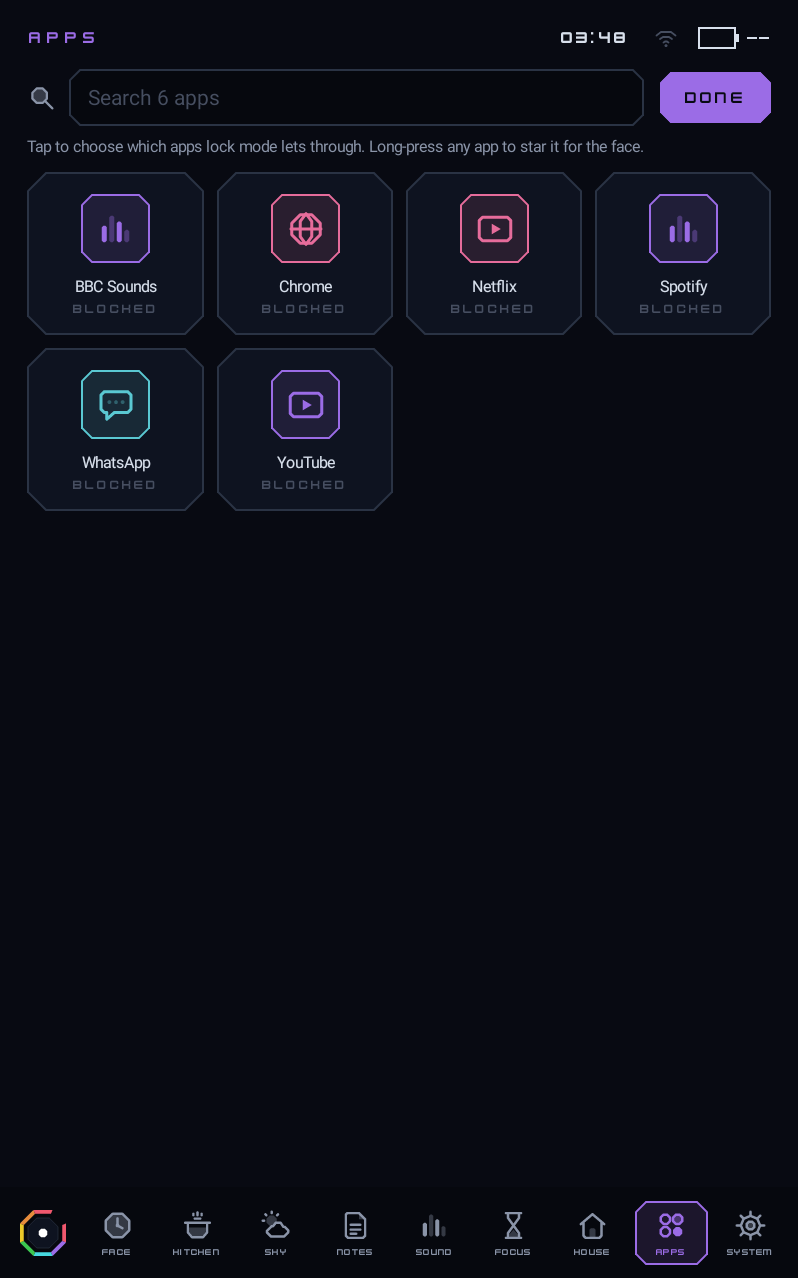 APPS
03:48
--
Search 6 apps
DONE
Tap to choose which apps lock mode lets through. Long-press any app to star it for the face.
BBC Sounds
BLOCKED
Chrome
BLOCKED
Netflix
BLOCKED
Spotify
BLOCKED
WhatsApp
BLOCKED
YouTube
BLOCKED
FACE
KITCHEN
SKY
NOTES
SOUND
FOCUS
HOUSE
APPS
SYSTEM